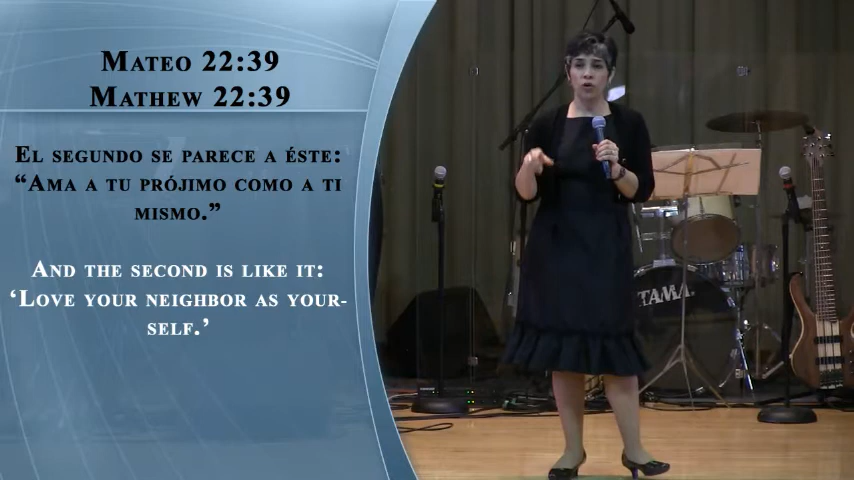 Mateo 22:39
Mathew 22:39
El segundo se parece a éste:
“Ama a tu prójimo como a ti
mismo.”
And the second is like it:
‘Love your neighbor as your-
self.’
TAMA